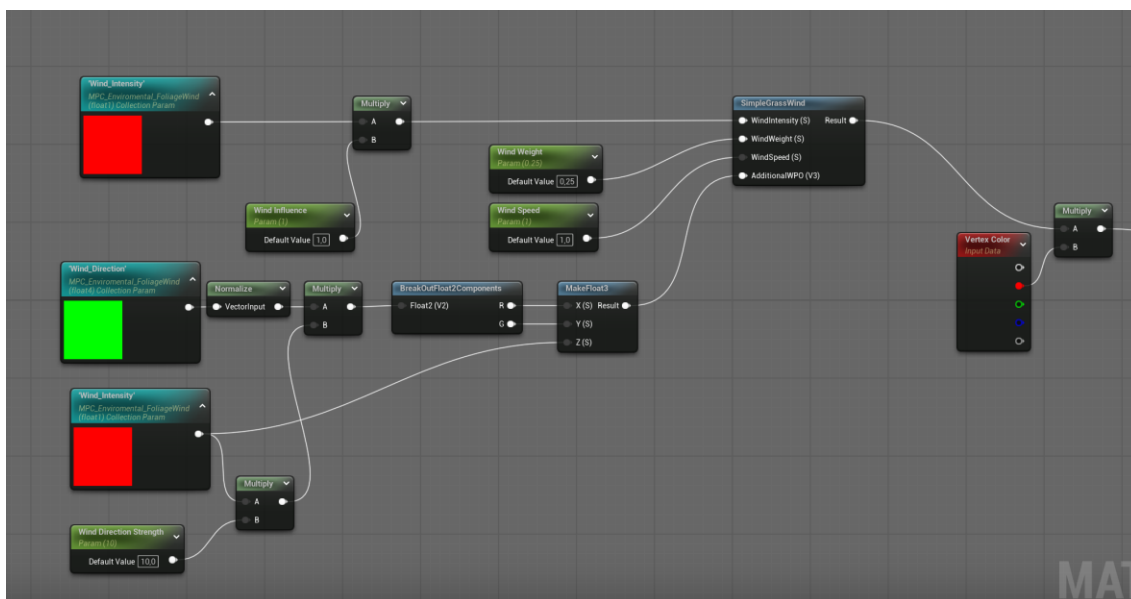 'Wind_Intensity'
MPC_Enviromental_FoliageWind
(float1) Collection Param
Multiply
A
B
Wind Influence
Param (1)
Default Value 1,0
Wind Weight
Param (0.25)
Default Value 0,25
Wind Speed
Param (1)
Default Value 1,0
SimpleGrassWind
WindIntensity (S) Result
WindWeight (S)
WindSpeed (S)
AdditionalWPO (V3)
Multiply
A
B
Vertex Color
Input Data
'Wind_Direction'
MPC_Enviromental_FoliageWind
(float4) Collection Param
Normalize
VectorInput
Multiply
A
B
BreakOutFloat2Components
Float2 (V2) R
G
MakeFloat3
X (S) Result
Y (S)
Z (S)
'Wind_Intensity'
MPC_Enviromental_FoliageWind
(float1) Collection Param
Multiply
A
B
Wind Direction Strength
Param (10)
Default Value 10,0
MAT